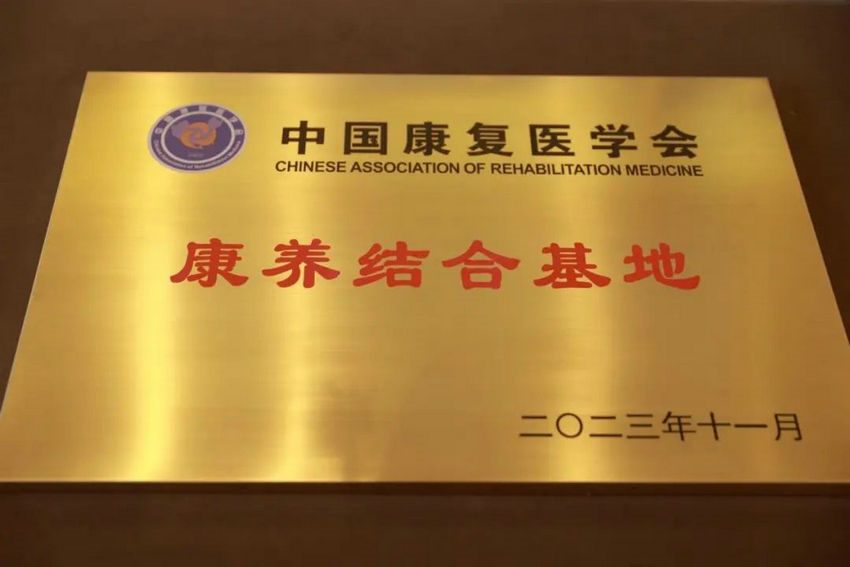 中国康复医学会
CHINESE ASSOCIATION OF REHABILITATION MEDICINE
康养结合基地
二〇二三年十一月